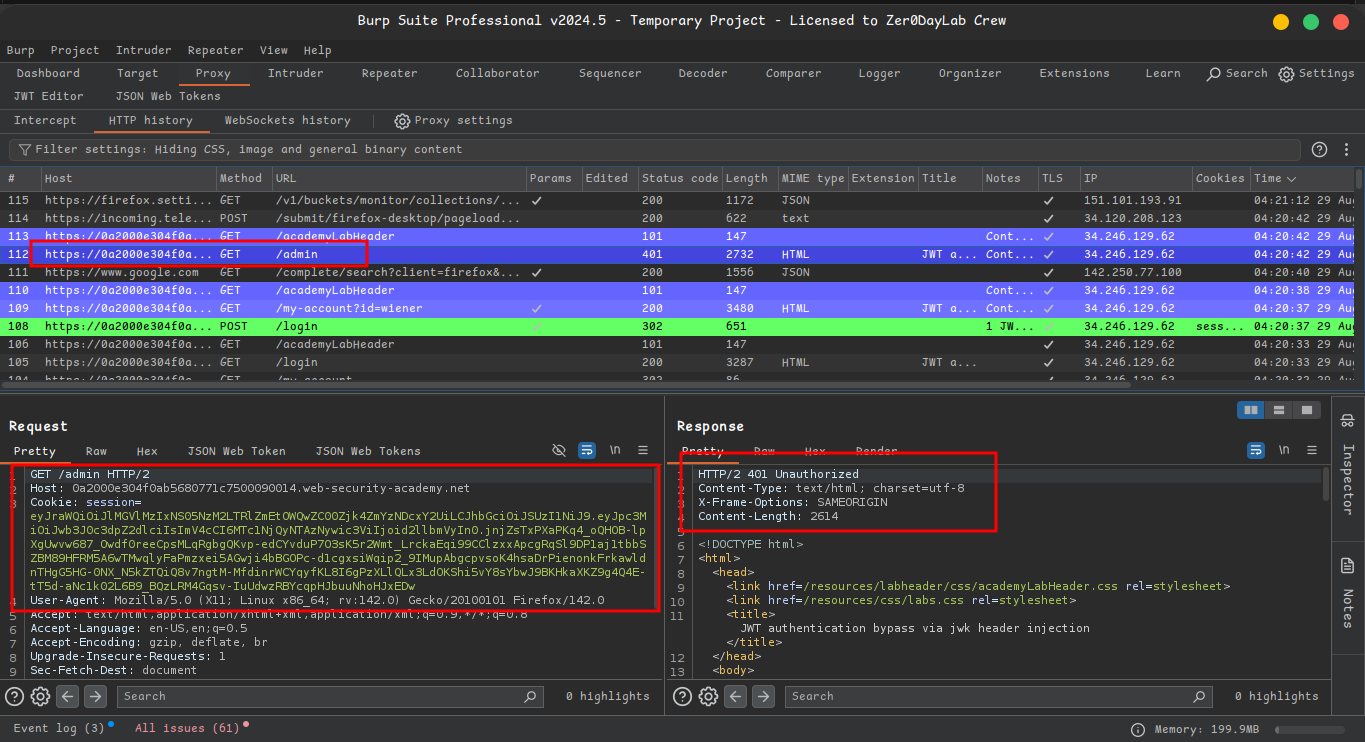 Burp Suite Professional v2024.5 - Temporary Project - Licensed to Zer0DayLab Crew
Burp Project Intruder Repeater View Help
Dashboard Target Proxy Intruder Repeater Collaborator Sequencer Decoder Comparer Logger Organizer Extensions Learn Search Settings
JWT Editor JSON Web Tokens
Intercept HTTP history WebSockets history Proxy settings
Filter settings: Hiding CSS, image and general binary content
# Host Method URL Params Edited Status code Length MIME type Extension Title Notes TLS IP Cookies Time
115 https://firefox.setti... GET /v1/buckets/monitor/collections/... ✓ 200 1172 JSON ✓ 151.101.193.91 04:21:12 29 Aug
114 https://incoming.tele... POST /submit/firefox-desktop/pageload... 200 622 text ✓ 34.120.208.123 04:20:42 29 Aug
113 https://0a2000e304f0a... GET /academyLabHeader 101 147 Cont... ✓ 34.246.129.62 04:20:42 29 Aug
112 https://0a2000e304f0a... GET /admin 401 2732 HTML JWT a... Cont... ✓ 34.246.129.62 04:20:42 29 Aug
111 https://www.google.com GET /complete/search?client=firefox&... ✓ 200 1556 JSON ✓ 142.250.77.100 04:20:40 29 Aug
110 https://0a2000e304f0a... GET /academyLabHeader 101 147 Cont... ✓ 34.246.129.62 04:20:38 29 Aug
109 https://0a2000e304f0a... GET /my-account?id=wiener ✓ 200 3480 HTML JWT a... Cont... ✓ 34.246.129.62 04:20:37 29 Aug
108 https://0a2000e304f0a... POST /login ✓ 302 651 1 JW... ✓ 34.246.129.62 sess... 04:20:37 29 Aug
106 https://0a2000e304f0a... GET /academyLabHeader 101 147 ✓ 34.246.129.62 04:20:33 29 Aug
105 https://0a2000e304f0a... GET /login 200 3287 HTML JWT a... ✓ 34.246.129.62 04:20:33 29 Aug
104 https://0a2000e304f0a... GET /my-account 302 86 ✓ 34.246.129.62 04:20:32 29 Aug
Request
Pretty Raw Hex JSON Web Token JSON Web Tokens \n
1 GET /admin HTTP/2
2 Host: 0a2000e304f0ab5680771c7500090014.web-security-academy.net
3 Cookie: session=
User-Agent: Mozilla/5.0 (X11; Linux x86_64; rv:142.0) Gecko/20100101 Firefox/142.0
5 Accept: text/html,application/xhtml+xml,application/xml;q=0.9,*/*;q=0.8
6 Accept-Language: en-US,en;q=0.5
7 Accept-Encoding: gzip, deflate, br
8 Upgrade-Insecure-Requests: 1
9 Sec-Fetch-Dest: document
Search 0 highlights
Response
Pretty Raw Hex Render \n
1 HTTP/2 401 Unauthorized
2 Content-Type: text/html; charset=utf-8
3 X-Frame-Options: SAMEORIGIN
4 Content-Length: 2614
5
6 <!DOCTYPE html>
7 <html>
8 <head>
9 <link href=/resources/labheader/css/academyLabHeader.css rel=stylesheet>
10 <link href=/resources/css/labs.css rel=stylesheet>
11 <title>
JWT authentication bypass via jwk header injection
</title>
12 </head>
13 <body>
Search 0 highlights
Inspector
Notes
Event log (3) All issues (61) Memory: 199.9MB